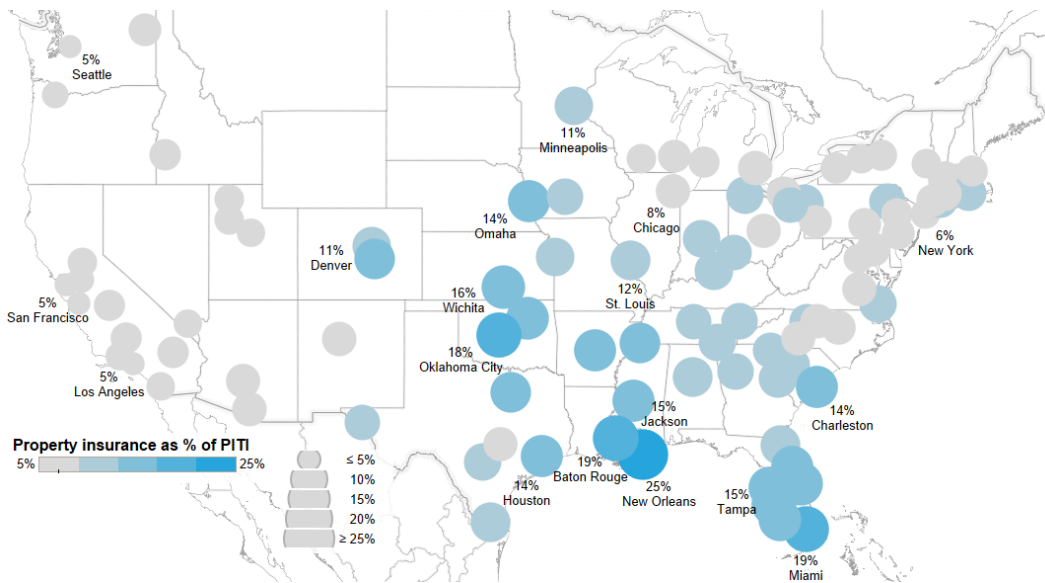 5%
Seattle
11%
Minneapolis
14%
Omaha
8%
Chicago
6%
New York
11%
Denver
5%
San Francisco
16%
Wichita
12%
St. Louis
18%
Oklahoma City
5%
Los Angeles
15%
Jackson
14%
Charleston
Property insurance as % of PITI
5%
25%
≤ 5%
10%
15%
20%
≥ 25%
14%
Houston
19%
Baton Rouge
25%
New Orleans
15%
Tampa
19%
Miami